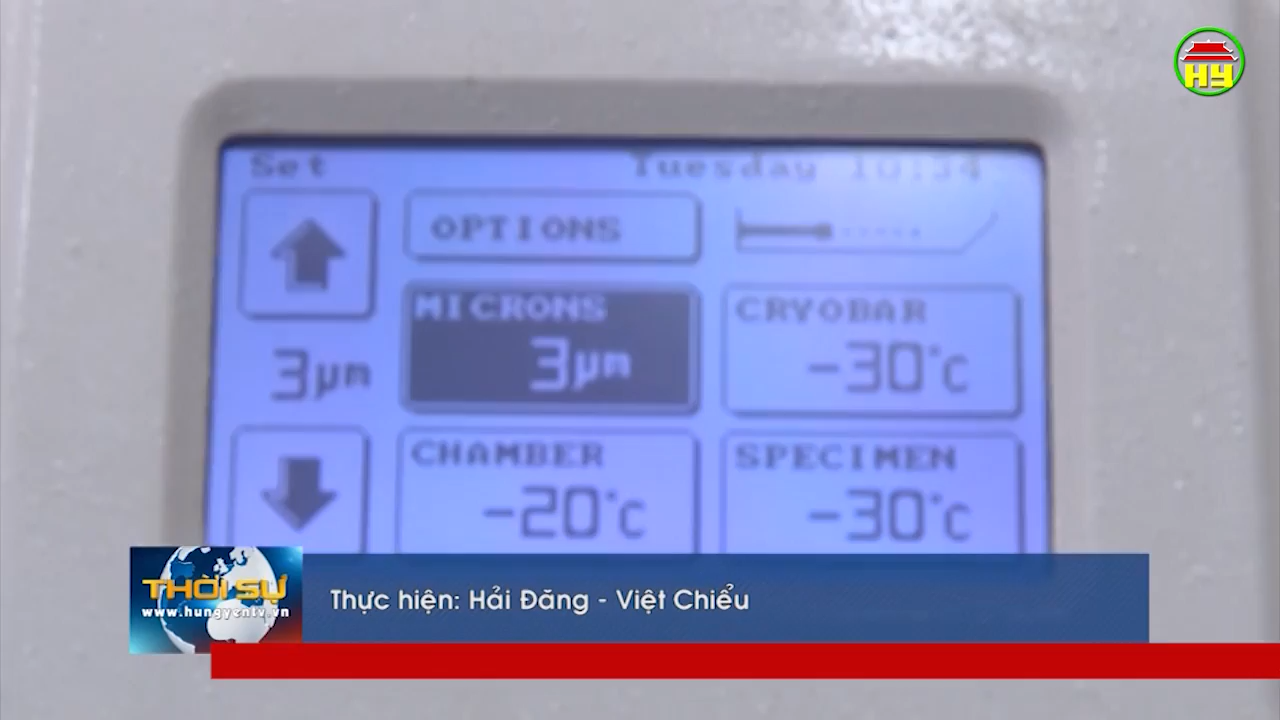 HY
Set
Tuesday 10:34
OPTIONS
MICRONS
3µm
CRYOBAR
-30°c
3µm
CHAMBER
-20°c
SPECIMEN
-30°c
THỜI SỰ
www.hungyentv.vn
Thực hiện: Hải Đăng - Việt Chiểu